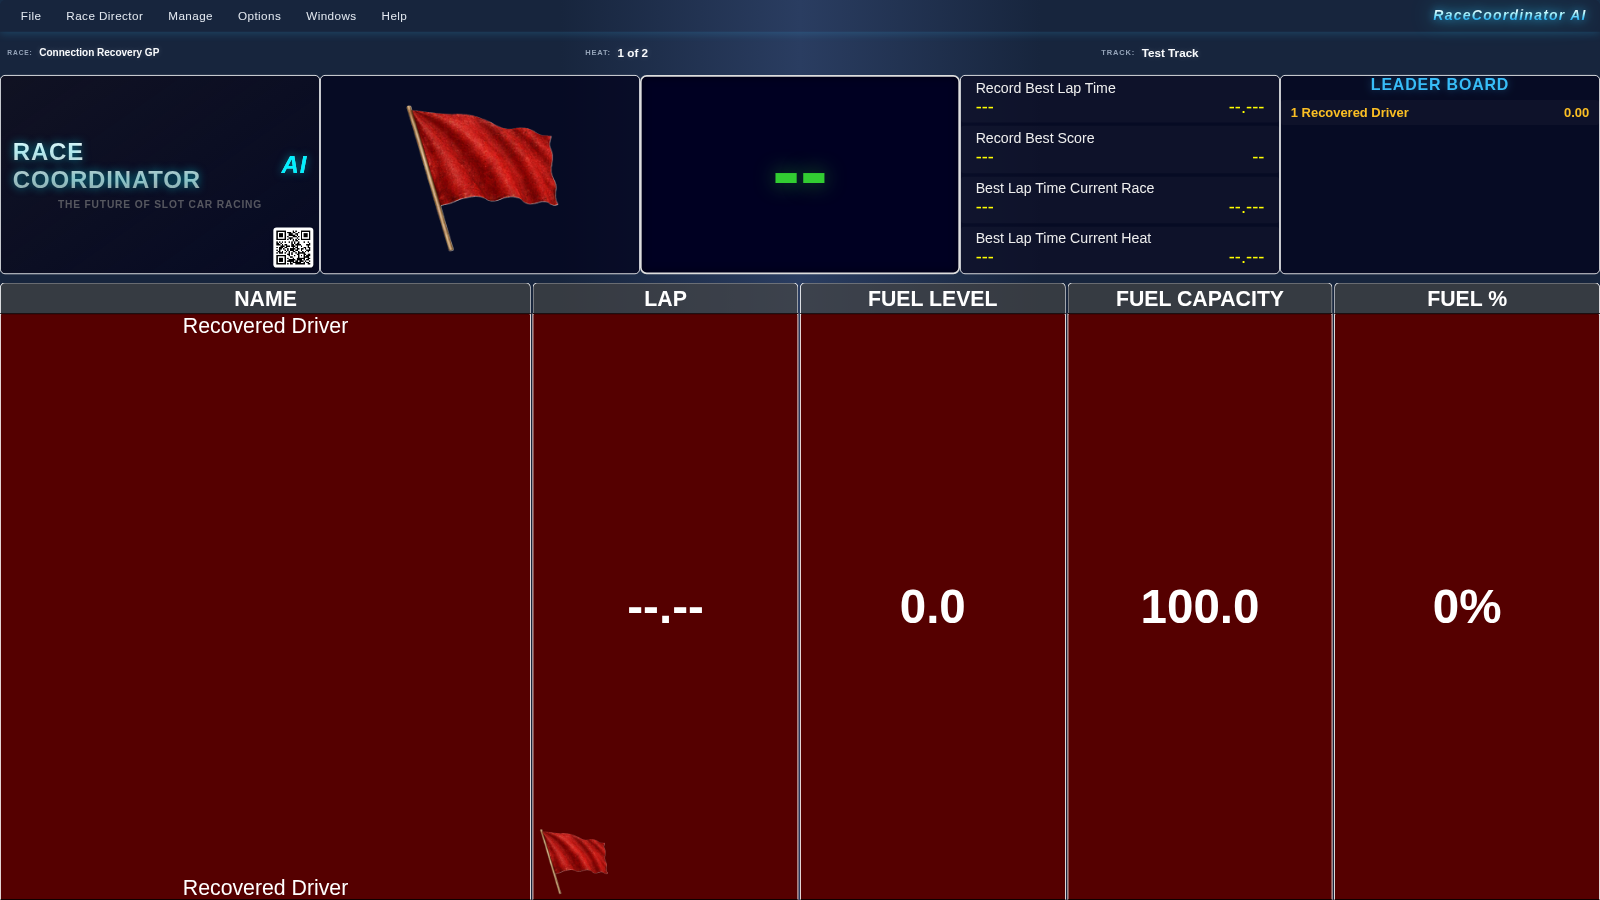 File Race Director Manage Options Windows Help
RaceCoordinator AI
RACE: Connection Recovery GP
HEAT: 1 of 2
TRACK: Test Track
RACE
COORDINATOR
AI
THE FUTURE OF SLOT CAR RACING
--
Record Best Lap Time
--- --.---
Record Best Score
--- --
Best Lap Time Current Race
--- --.---
Best Lap Time Current Heat
--- --.---
LEADER BOARD
1 Recovered Driver 0.00
NAME LAP FUEL LEVEL FUEL CAPACITY FUEL %
Recovered Driver
--.-- 0.0 100.0 0%
Recovered Driver